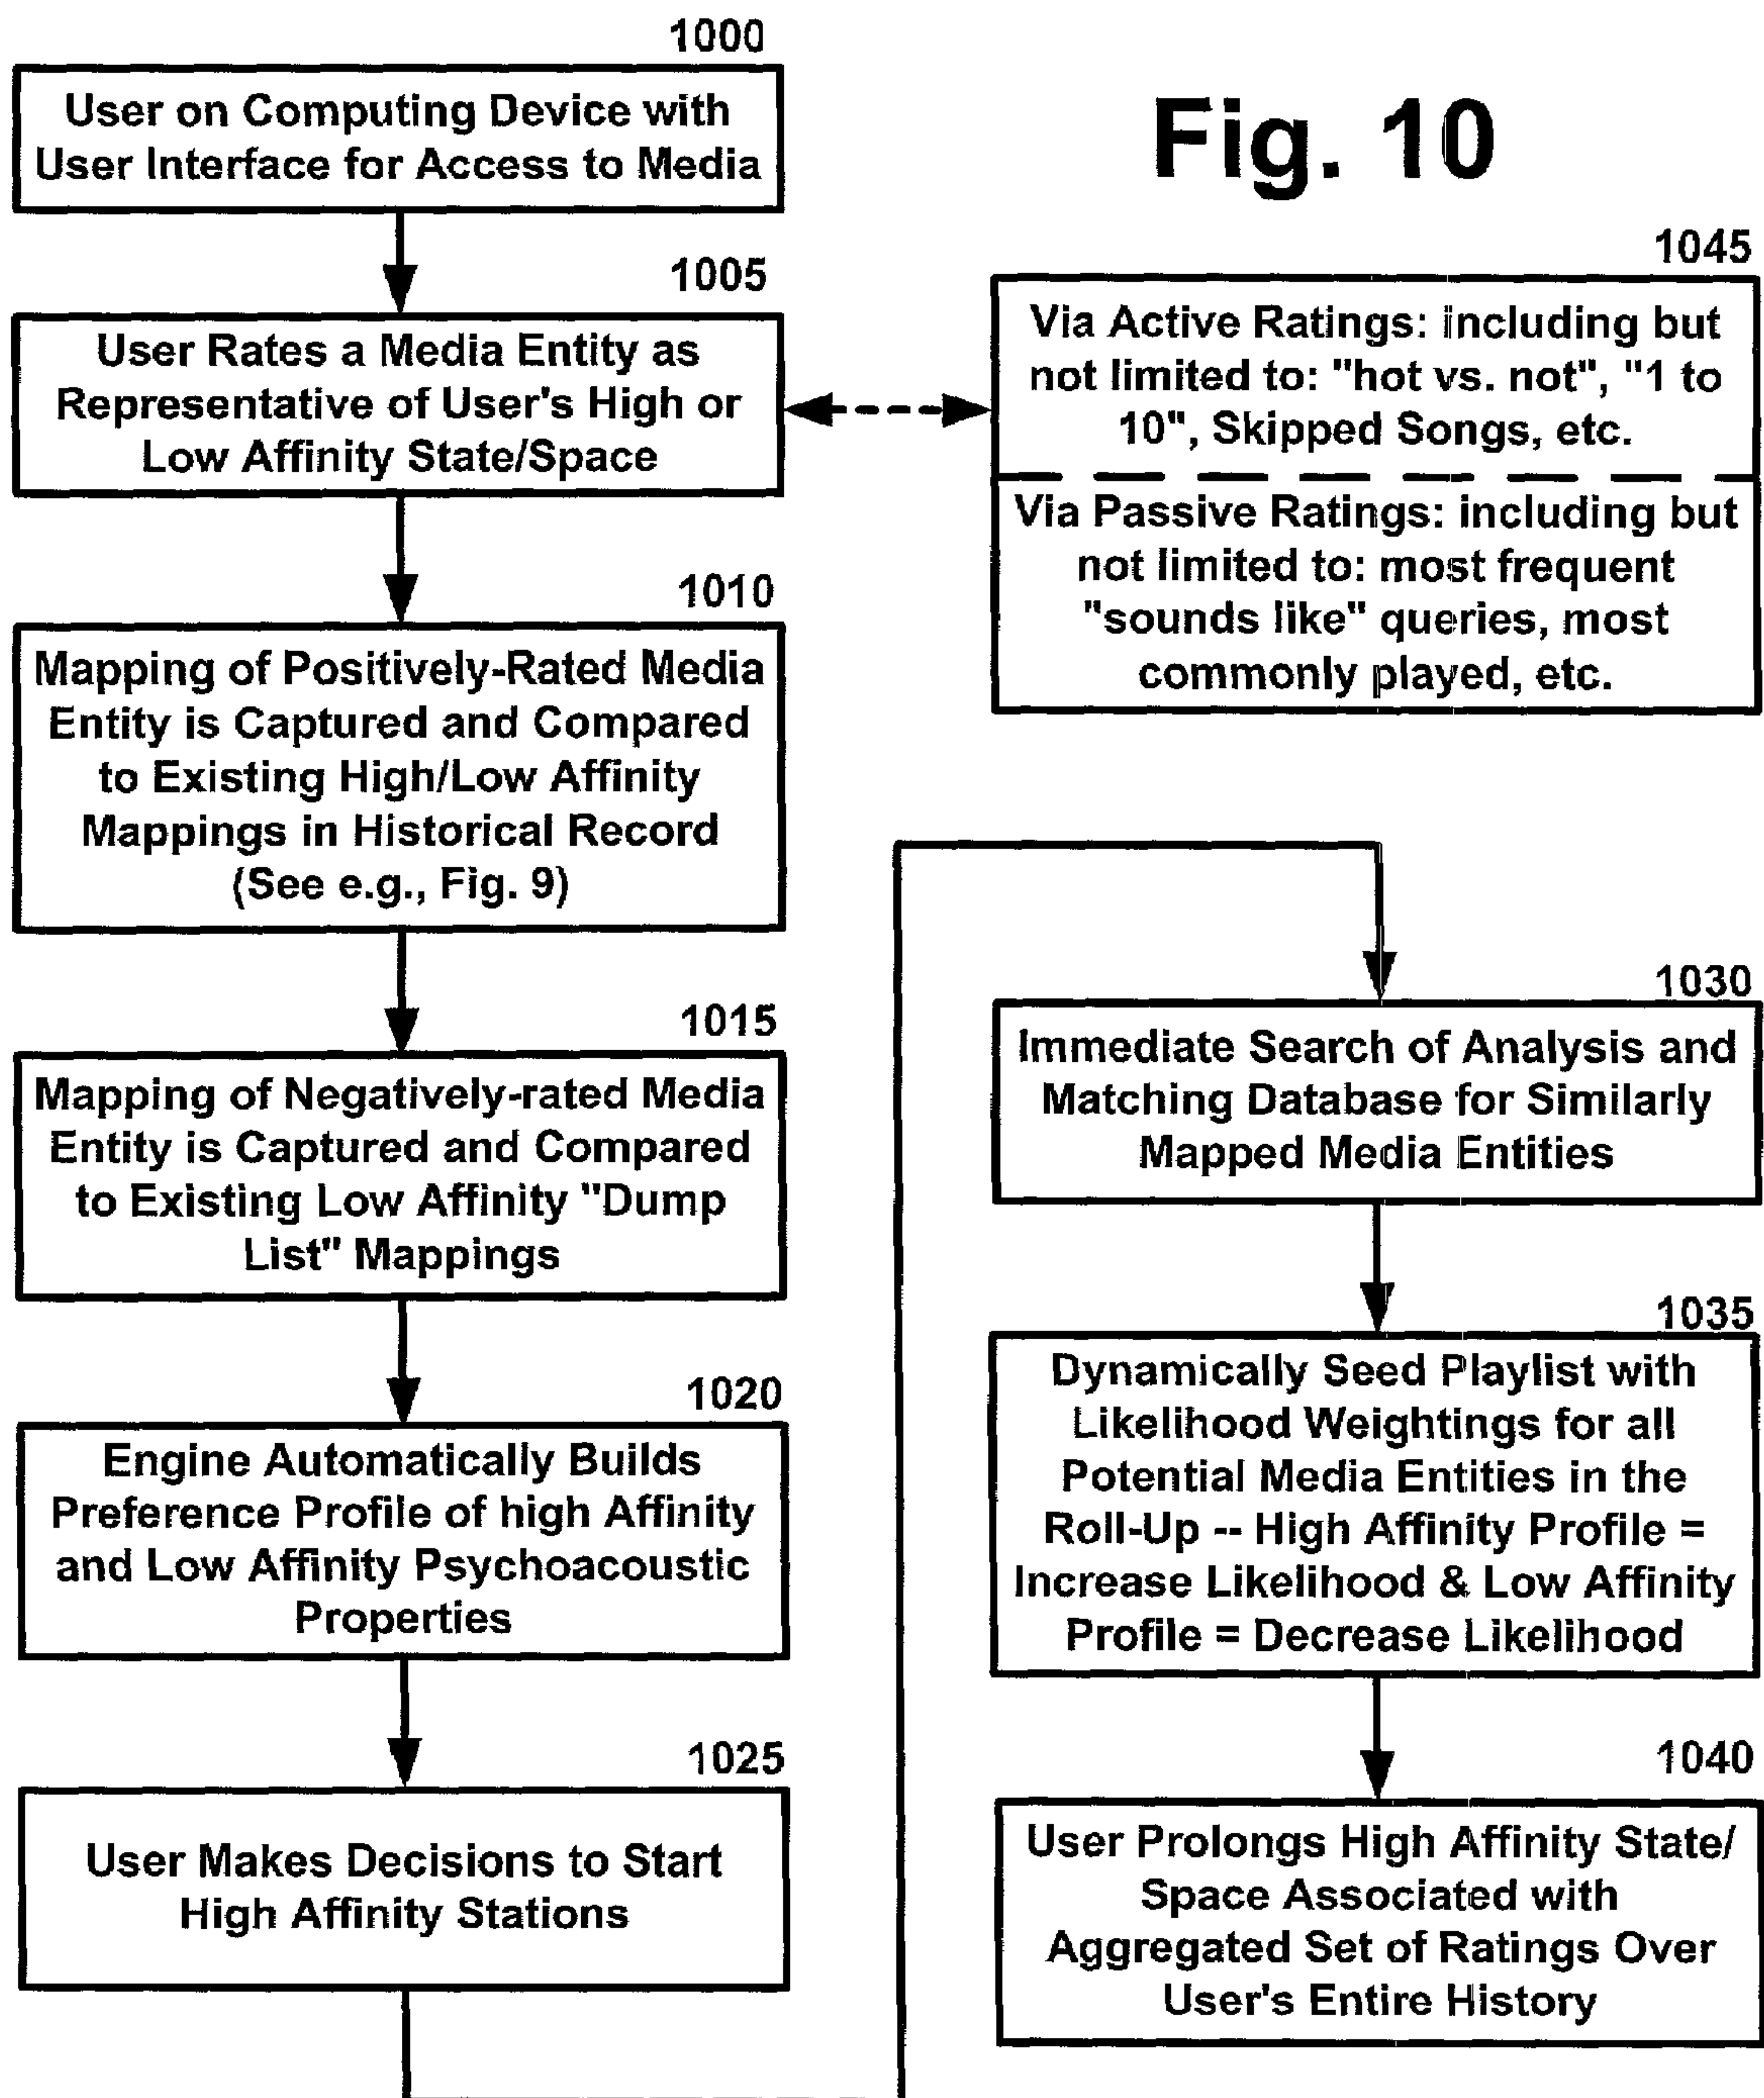 Fig. 10
1000
User on Computing Device with
User Interface for Access to Media
1005
User Rates a Media Entity as
Representative of User's High or
Low Affinity State/Space
1010
Mapping of Positively-Rated Media
Entity is Captured and Compared
to Existing High/Low Affinity
Mappings in Historical Record
(See e.g., Fig. 9)
1015
Mapping of Negatively-rated Media
Entity is Captured and Compared
to Existing Low Affinity "Dump
List" Mappings
1020
Engine Automatically Builds
Preference Profile of high Affinity
and Low Affinity Psychoacoustic
Properties
1025
User Makes Decisions to Start
High Affinity Stations
1045
Via Active Ratings: including but
not limited to: "hot vs. not", "1 to
10", Skipped Songs, etc.
Via Passive Ratings: including but
not limited to: most frequent
"sounds like" queries, most
commonly played, etc.
1030
Immediate Search of Analysis and
Matching Database for Similarly
Mapped Media Entities
1035
Dynamically Seed Playlist with
Likelihood Weightings for all
Potential Media Entities in the
Roll-Up -- High Affinity Profile =
Increase Likelihood & Low Affinity
Profile = Decrease Likelihood
1040
User Prolongs High Affinity State/
Space Associated with
Aggregated Set of Ratings Over
User's Entire History